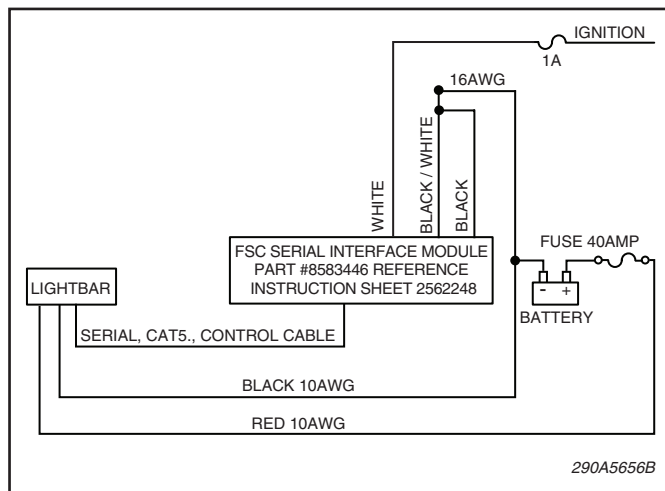 IGNITION
1A
16AWG
WHITE
BLACK / WHITE
BLACK
FSC SERIAL INTERFACE MODULE
PART #8583446 REFERENCE
INSTRUCTION SHEET 2562248
FUSE 40AMP
- +
BATTERY
LIGHTBAR
SERIAL, CAT5., CONTROL CABLE
BLACK 10AWG
RED 10AWG
290A5656B